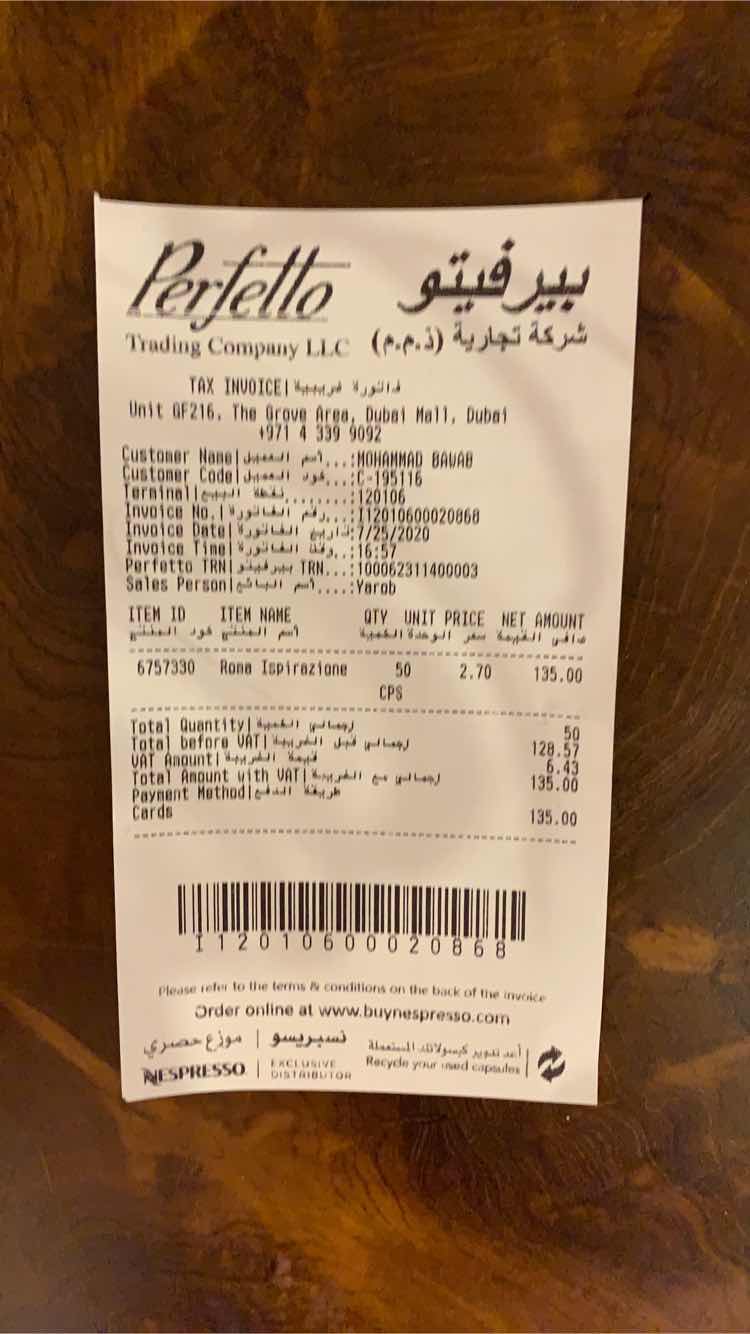 Perfetto بيرفيتو
Trading Company LLC شركة تجارية (ذ.م.م)
TAX INVOICE| فاتورة ضريبية
Unit GF216, The Grove Area, Dubai Mall, Dubai
+971 4 339 9092
Customer Name| اسم العميل...:MOHAMMAD BAWAB
Customer Code| كود العميل...:C-195116
Terminal| نقطة البيع........:120106
Invoice No.| رقم الفاتورة...:I12010600020868
Invoice Date| تاريخ الفاتورة:7/25/2020
Invoice Time| وقت الفاتورة..:16:57
Perfetto TRN| بيرفيتو TRN...:100062311400003
Sales Person| اسم البائع....:Yarob
ITEM ID ITEM NAME QTY UNIT PRICE NET AMOUNT
كود المنتج اسم المنتج الكمية سعر الوحدة صافي القيمة
6757330 Roma Ispirazione 50 2.70 135.00
CPS
Total Quantity| إجمالي الكمية 50
Total before VAT| إجمالي قبل الضريبة 128.57
VAT Amount| قيمة الضريبة 6.43
Total Amount with VAT| إجمالي مع الضريبة 135.00
Payment Method| طريقة الدفع
Cards 135.00
I12010600020868
Please refer to the terms & conditions on the back of the invoice
Order online at www.buynespresso.com
نسبريسو | موزع حصري
أعد تدوير كبسولاتك المستعملة
NESPRESSO | EXCLUSIVE DISTRIBUTOR
Recycle your used capsules